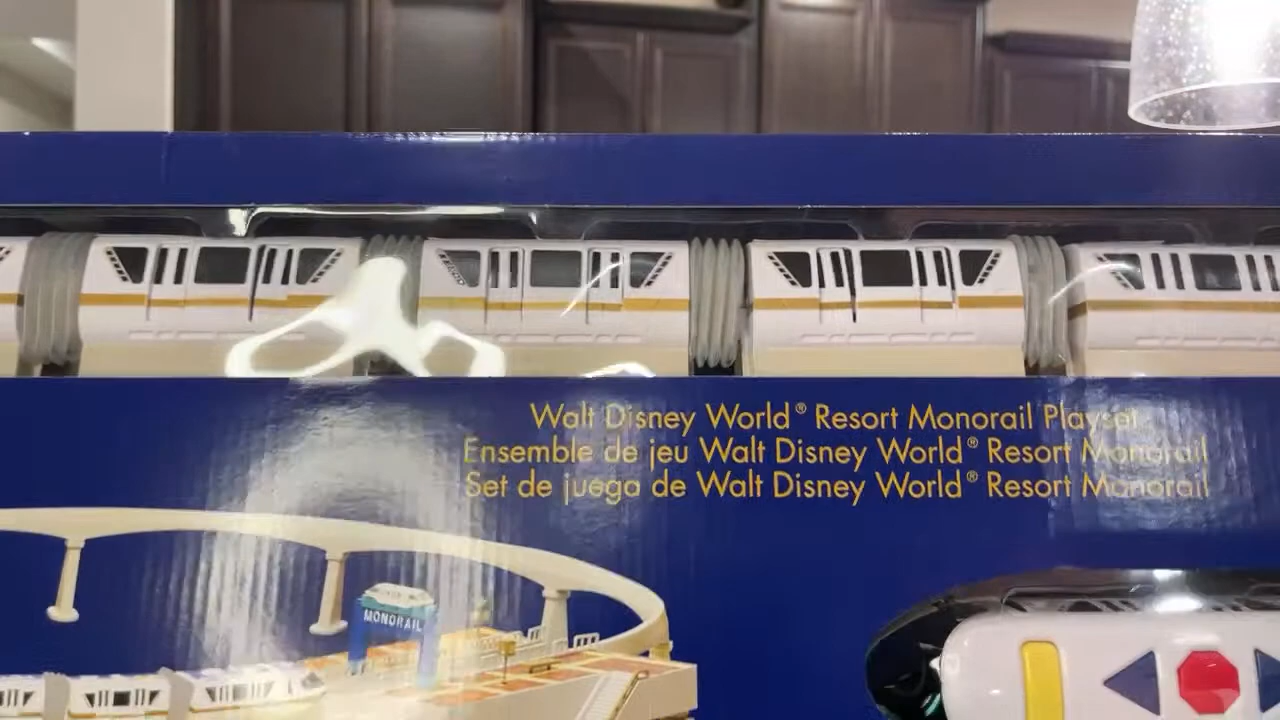 Walt Disney World® Resort Monorail Playset
Ensemble de jeu Walt Disney World® Resort Monorail
Set de juega de Walt Disney World® Resort Monorail
MONORAIL